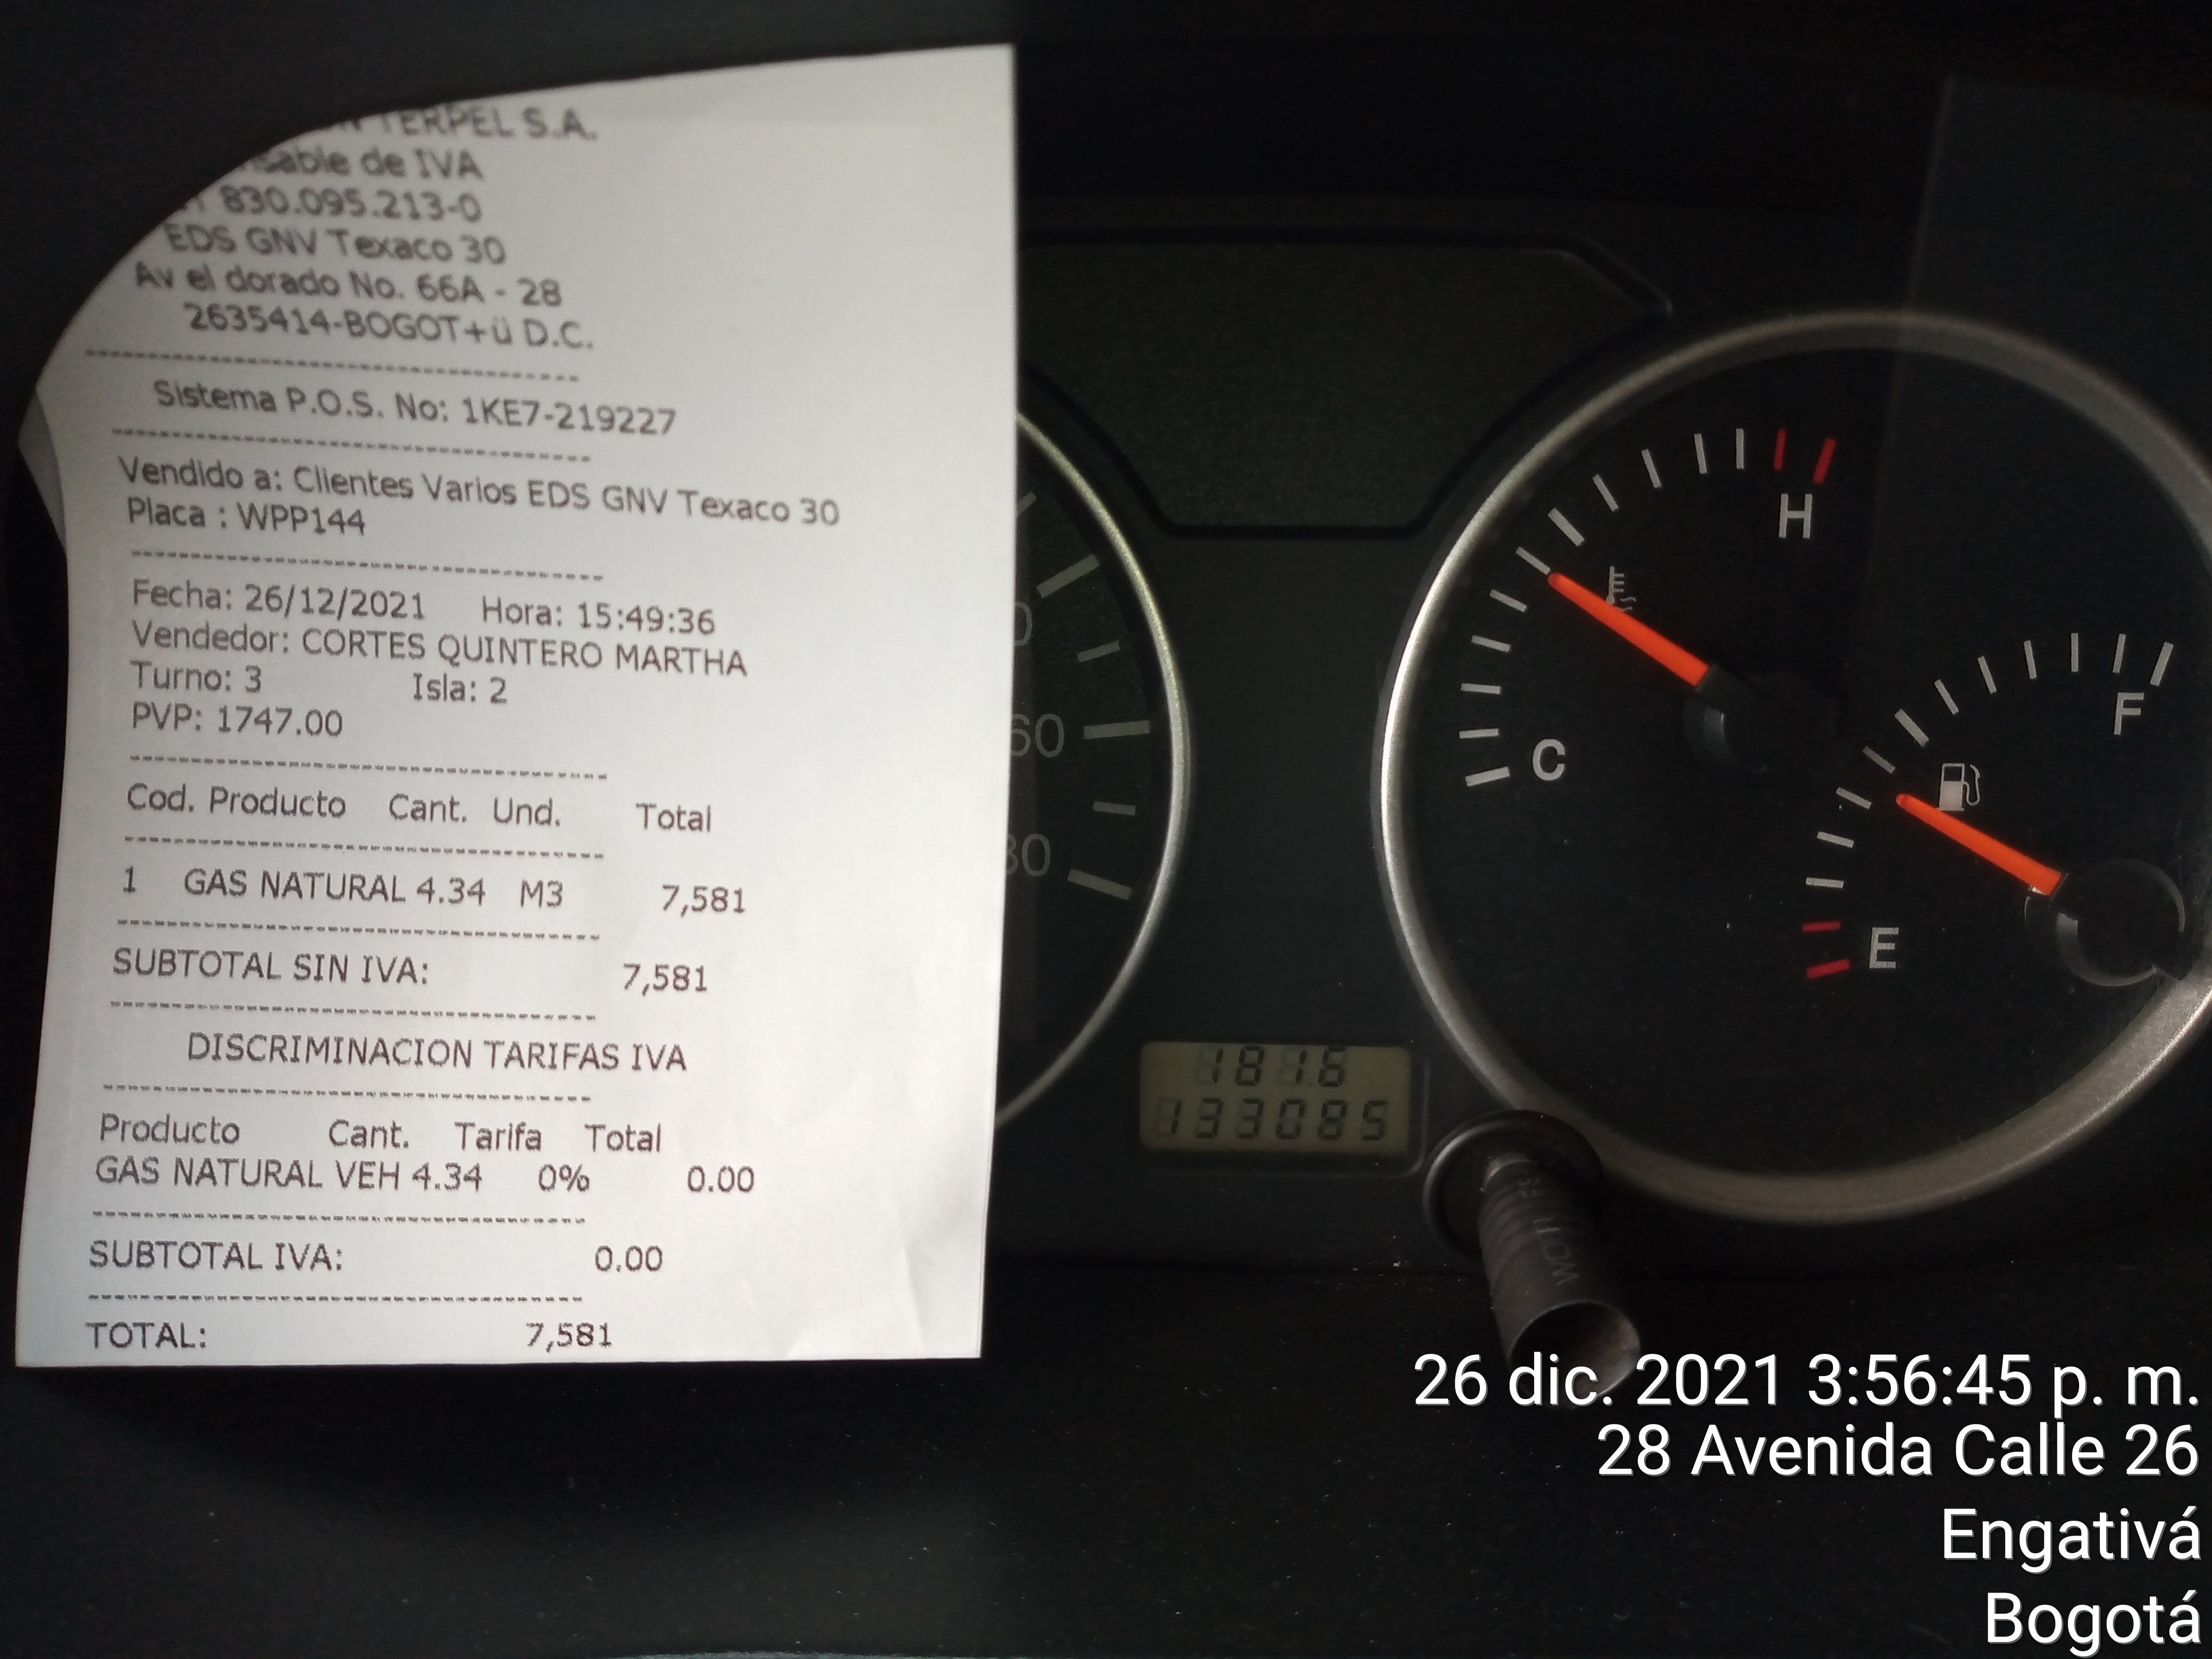 TERPEL S.A.
de IVA
830.095.213-0
EDS GNV Texaco 30
Av el dorado No. 66A - 28
2635414-BOGOT+ü D.C.
Sistema P.O.S. No: 1KE7-219227
Vendido a: Clientes Varios EDS GNV Texaco 30
Placa : WPP144
Fecha: 26/12/2021 Hora: 15:49:36
Vendedor: CORTES QUINTERO MARTHA
Turno: 3 Isla: 2
PVP: 1747.00
Cod. Producto Cant. Und. Total
1 GAS NATURAL 4.34 M3 7,581
SUBTOTAL SIN IVA: 7,581
DISCRIMINACION TARIFAS IVA
Producto Cant. Tarifa Total
GAS NATURAL VEH 4.34 0% 0.00
SUBTOTAL IVA: 0.00
TOTAL: 7,581
H
C
F
E
181.6
133085
26 dic. 2021 3:56:45 p. m.
28 Avenida Calle 26
Engativá
Bogotá